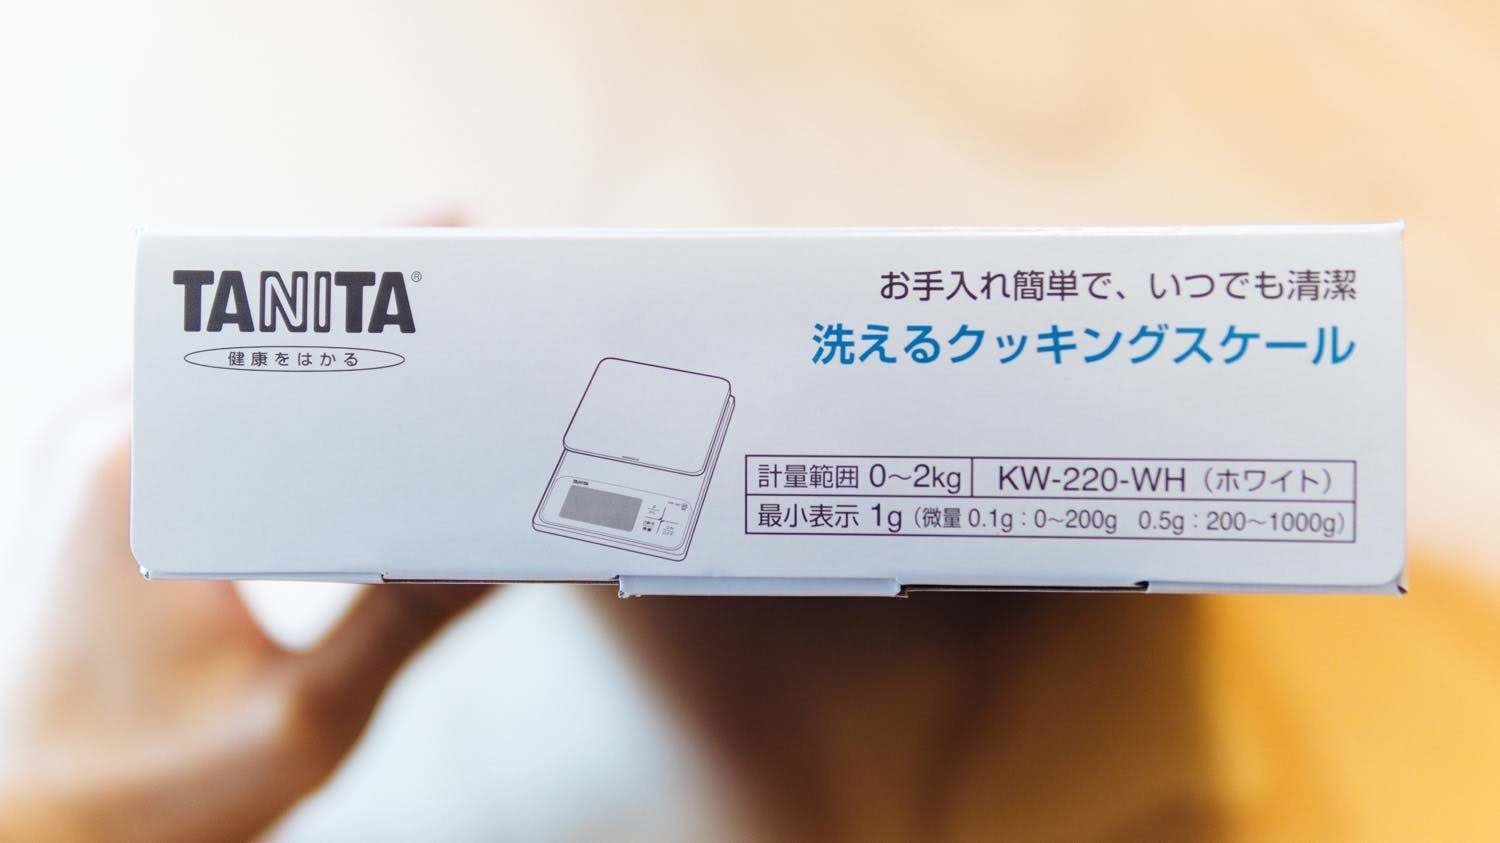 TANITA®
健康をはかる
お手入れ簡単で、いつでも清潔
洗えるクッキングスケール
計量範囲 0～2kg KW-220-WH（ホワイト）
最小表示 1g（微量 0.1g：0～200g 0.5g：200～1000g）
TANITA